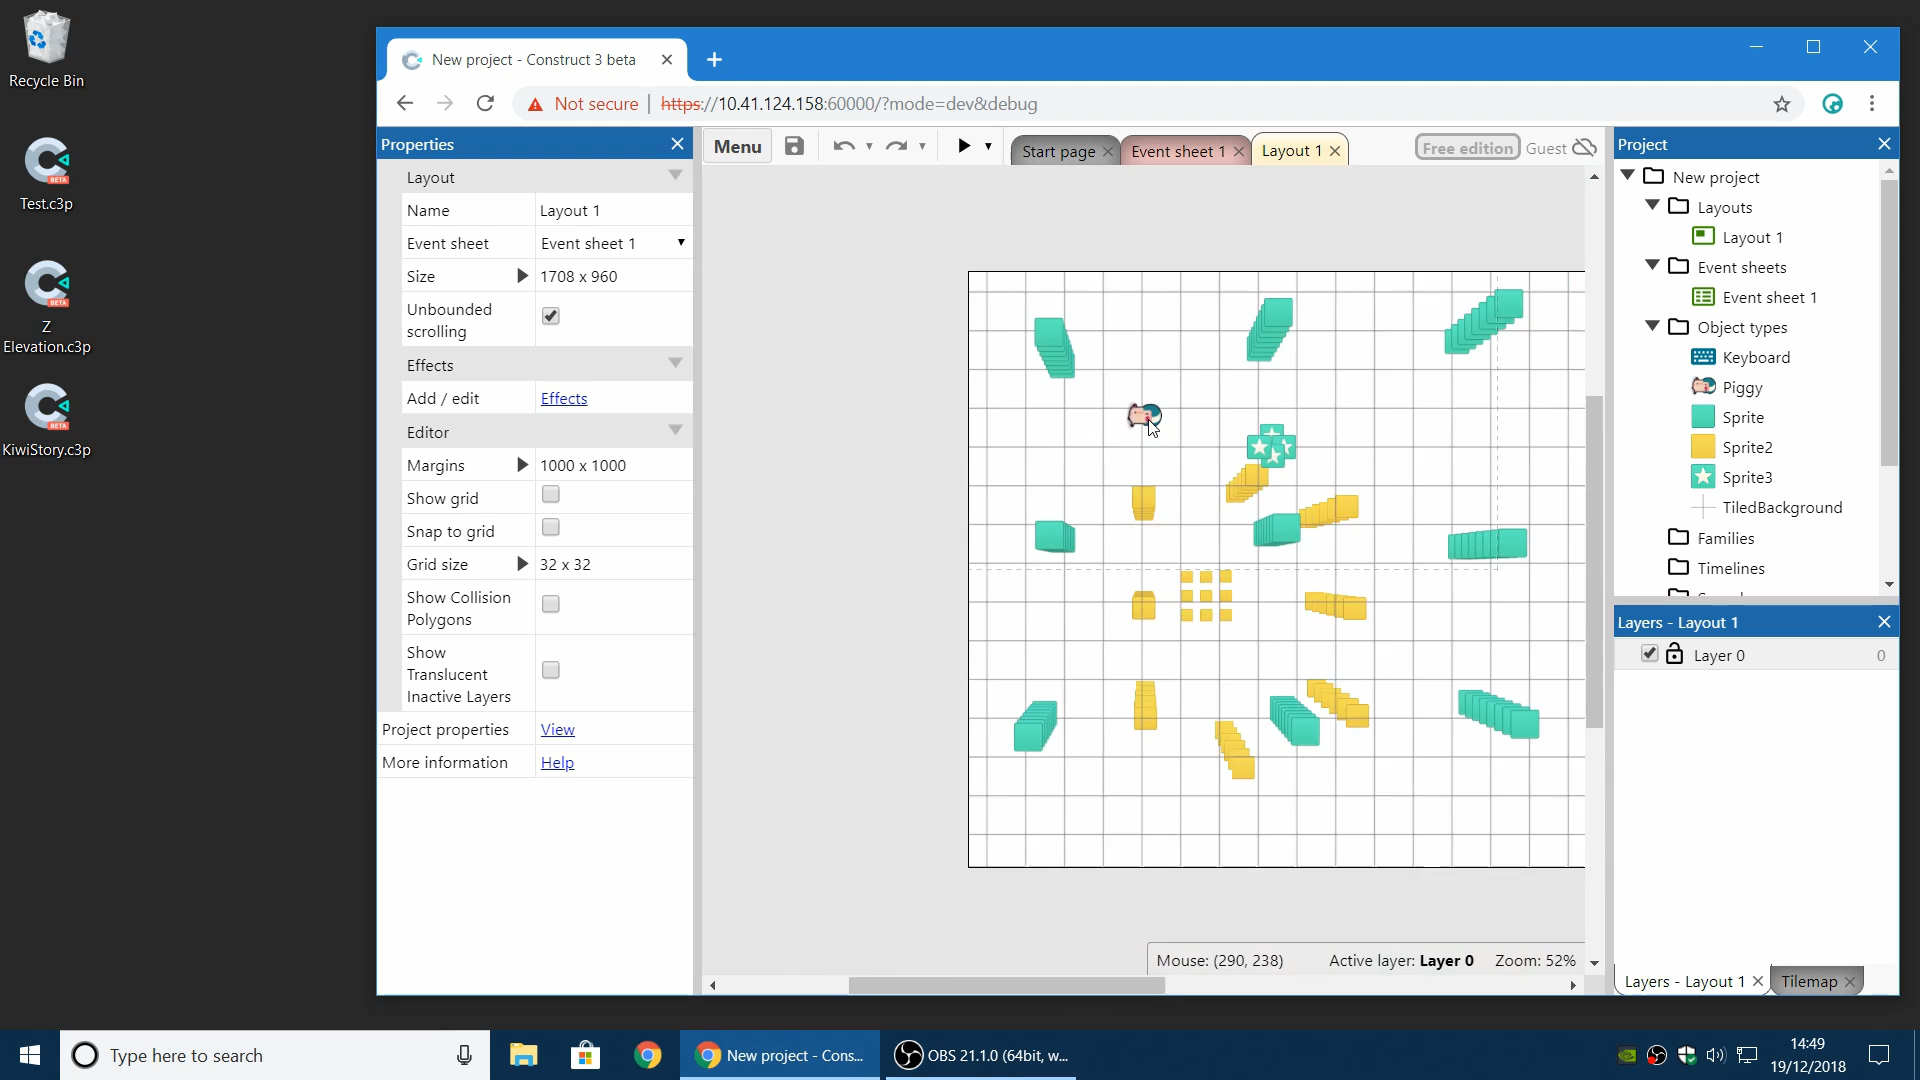 Recycle Bin
Test.c3p
Z
Elevation.c3p
KiwiStory.c3p
New project - Construct 3 beta
Not secure | https://10.41.124.158:60000/?mode=dev&debug
Properties
Layout
Name Layout 1
Event sheet Event sheet 1
Size 1708 x 960
Unbounded
scrolling
Effects
Add / edit Effects
Editor
Margins 1000 x 1000
Show grid
Snap to grid
Grid size 32 x 32
Show Collision
Polygons
Show
Translucent
Inactive Layers
Project properties View
More information Help
Menu
Start page
Event sheet 1
Layout 1
Free edition
Guest
Mouse: (290, 238) Active layer: Layer 0 Zoom: 52%
Project
New project
Layouts
Layout 1
Event sheets
Event sheet 1
Object types
Keyboard
Piggy
Sprite
Sprite2
Sprite3
TiledBackground
Families
Timelines
Layers - Layout 1
Layer 0 0
Layers - Layout 1
Tilemap
Type here to search
New project - Cons...
OBS 21.1.0 (64bit, w...
14:49
19/12/2018